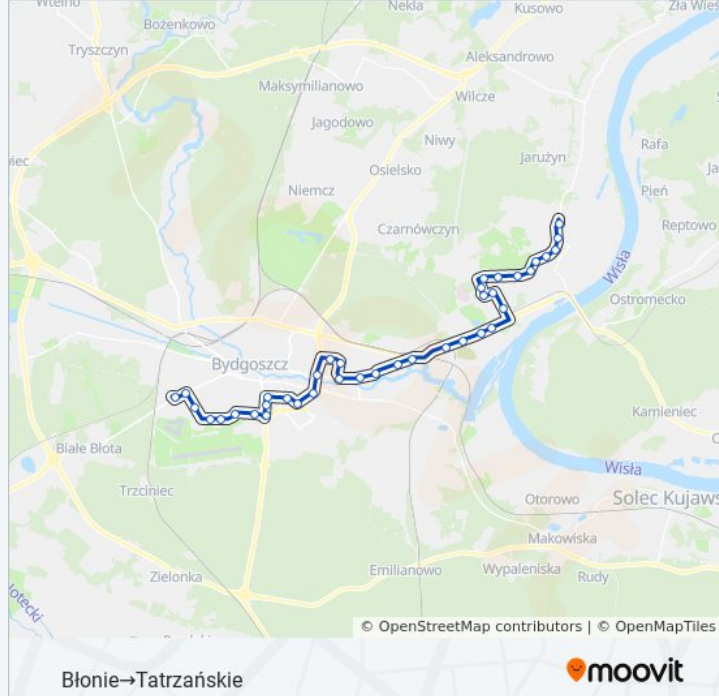 Wtelno
Nekla
Kusowo
Zła Wieś
Bożenkowo
Tryszczyn
Aleksandrowo
Maksymilianowo
Wilcze
Jagodowo
Niwy
Jarużyn
Rafa
Osielsko
Pień
Niemcz
Czarnówczyn
Reptowo
Wisła
Ostromecko
Bydgoszcz
Kamieniec
Białe Błota
Wisła
Trzciniec
Otorowo
Solec Kujaws
Makowiska
Emilianowo
Wypaleniska
Rudy
Zielonka
© OpenStreetMap contributors | © OpenMapTiles
Błonie→Tatrzańskie
moovit